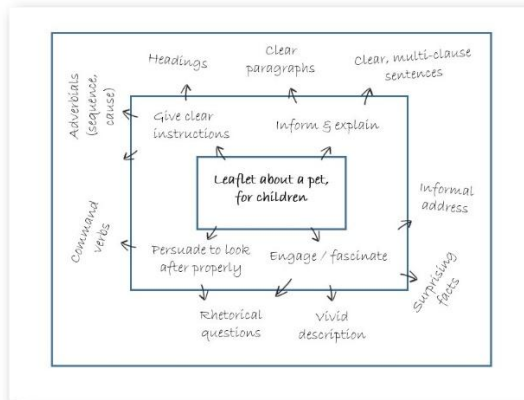 Headings
Clear
paragraphs
Clear, multi-clause
sentences
Adverbials
(sequence,
cause)
Give clear
instructions
Inform & explain
Leaflet about a pet,
for children
Informal
address
Command
verbs
Persuade to look
after properly
Engage / fascinate
Surprising
facts
Rhetorical
questions
Vivid
description